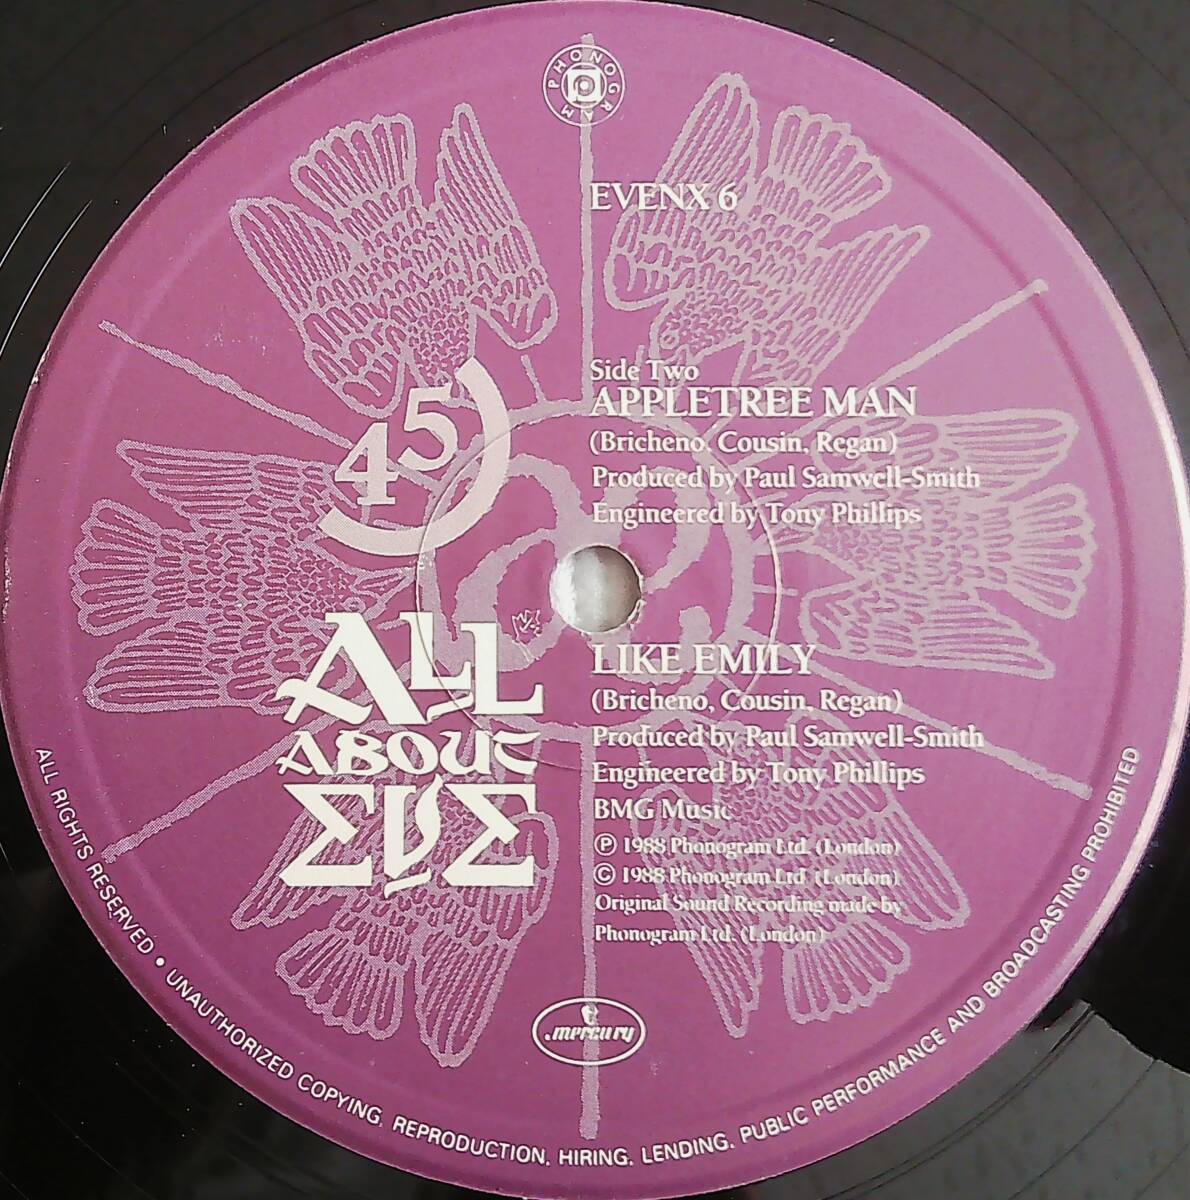 PHONOGRAM
EVENX 6
Side Two
APPLETREE MAN
(Bricheno, Cousin, Regan)
Produced by Paul Samwell-Smith
Engineered by Tony Phillips
45
LIKE EMILY
(Bricheno, Cousin, Regan)
Produced by Paul Samwell-Smith
Engineered by Tony Phillips
BMG Music
℗ 1988 Phonogram Ltd. (London)
© 1988 Phonogram Ltd. (London)
Original Sound Recording made by
Phonogram Ltd. (London)
ALL
ABOUT
EVE
mercury
ALL RIGHTS RESERVED • UNAUTHORIZED COPYING, REPRODUCTION, HIRING, LENDING, PUBLIC PERFORMANCE AND BROADCASTING PROHIBITED